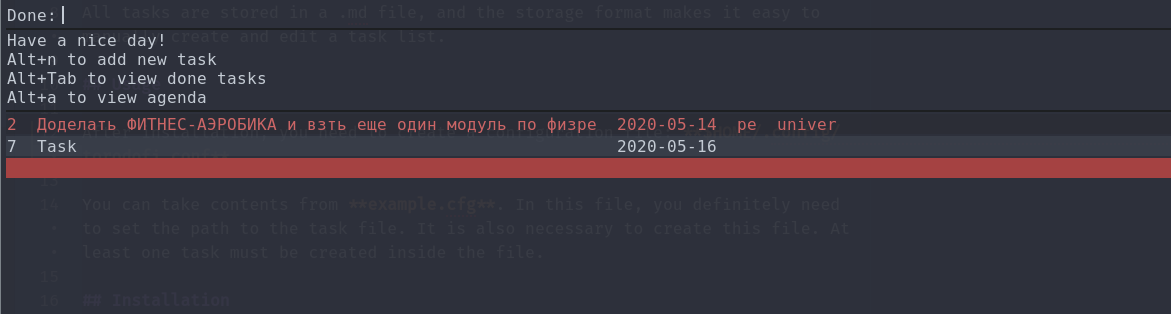 Done:
All tasks are stored in a .md file, and the storage format makes it easy to
create and edit a task list.
Have a nice day!
Alt+n to add new task
Alt+Tab to view done tasks
Alt+a to view agenda
2 Доделать ФИТНЕС-АЭРОБИКА и взть еще один модуль по физре 2020-05-14 pe univer
7 Task 2020-05-16
14 You can take contents from **example.cfg**. In this file, you definitely need
to set the path to the task file. It is also necessary to create this file. At
least one task must be created inside the file.
15
16 ## Installation